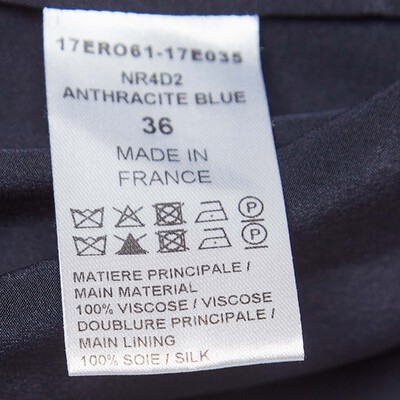 17ERO61-17E035
NR4D2
ANTHRACITE BLUE
36
MADE IN
FRANCE
P
P
MATIERE PRINCIPALE /
MAIN MATERIAL
100% VISCOSE / VISCOSE
DOUBLURE PRINCIPALE /
MAIN LINING
100% SOIE / SILK